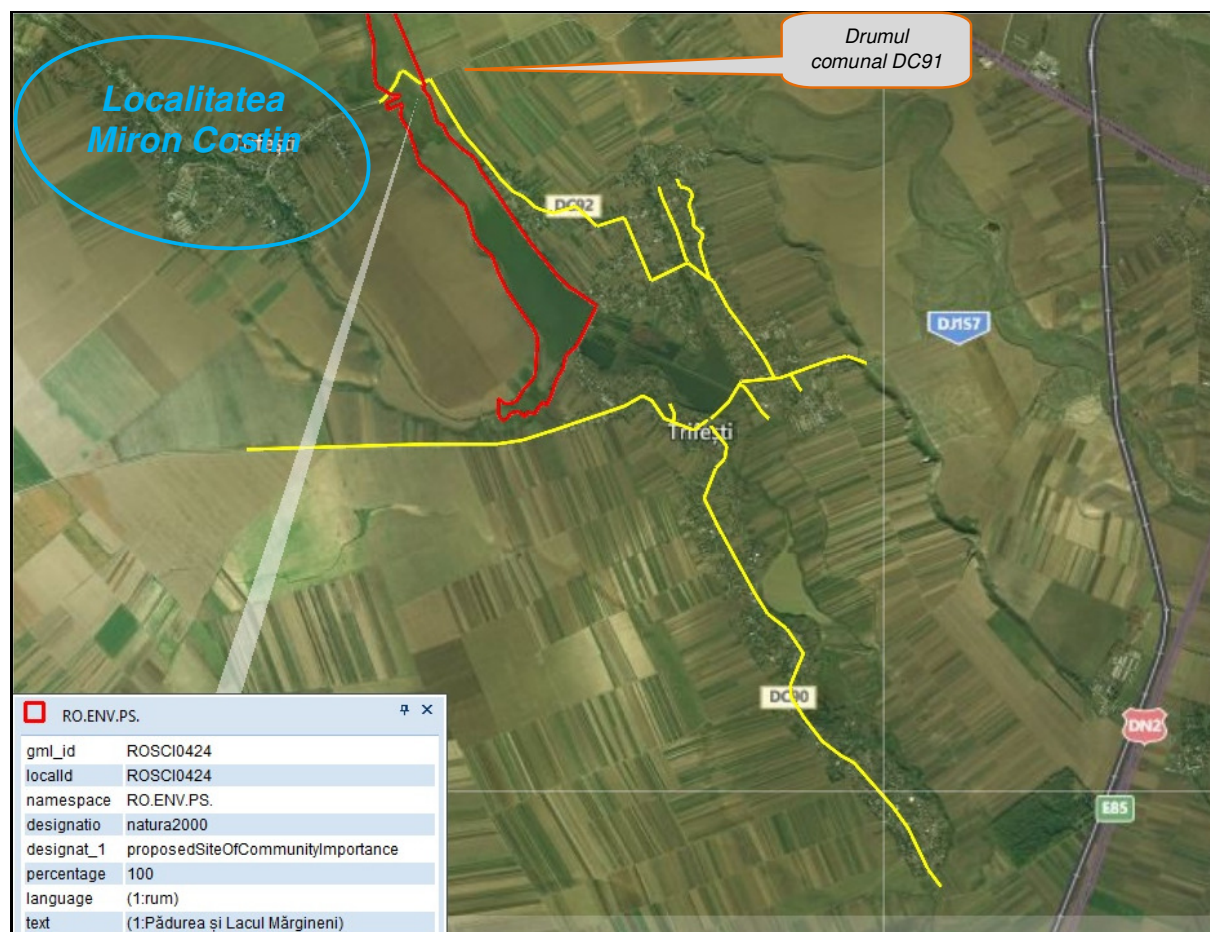 Drumul
comunal DC91
Localitatea
Miron Costin
Trifești
DC92
DJ157
Trifești
DC90
DN2
E85
RO.ENV.PS.
gml_id ROSCI0424
localId ROSCI0424
namespace RO.ENV.PS.
designatio natura2000
designat_1 proposedSiteOfCommunityImportance
percentage 100
language (1:rum)
text (1:Pădurea și Lacul Mărgineni)